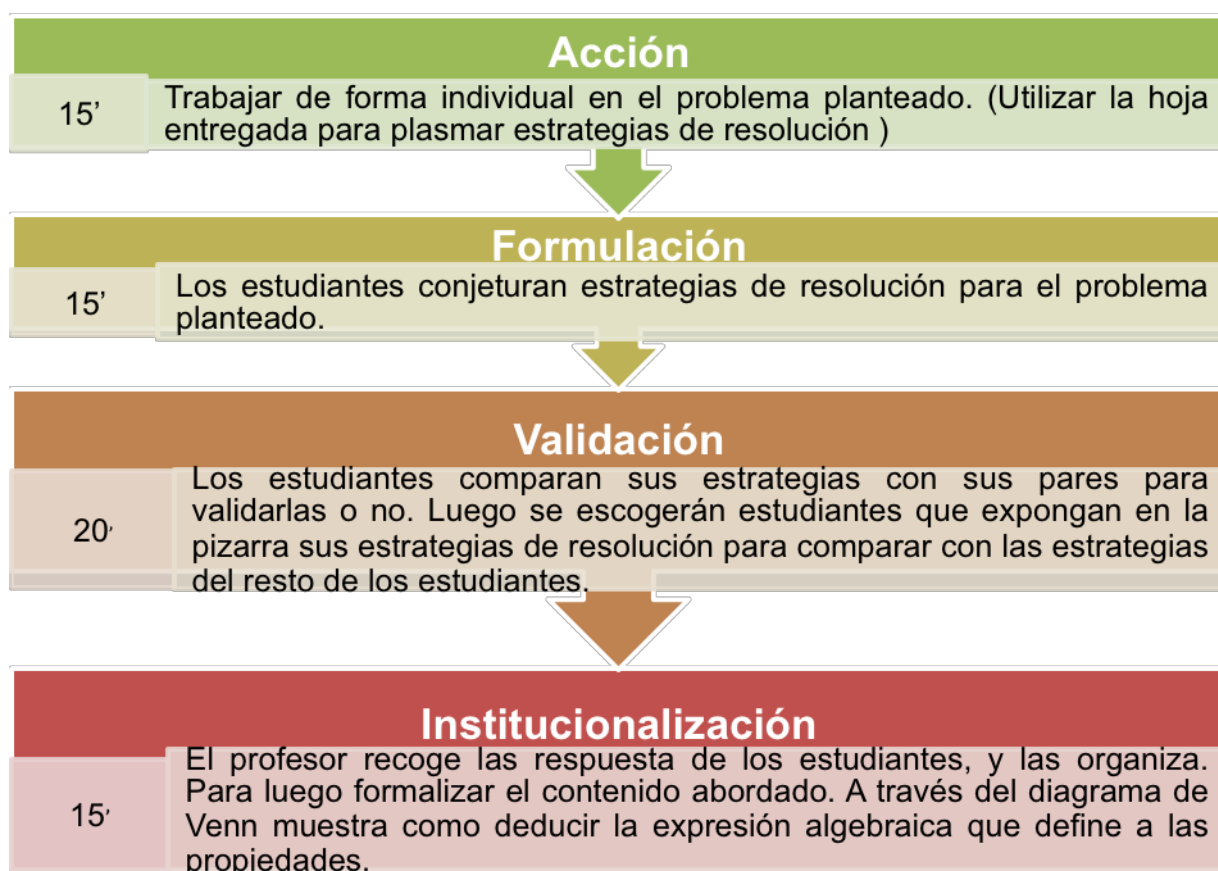 Acción
15’
Trabajar de forma individual en el problema planteado. (Utilizar la hoja
entregada para plasmar estrategias de resolución )
Formulación
15’
Los estudiantes conjeturan estrategias de resolución para el problema
planteado.
Validación
20’
Los estudiantes comparan sus estrategias con sus pares para
validarlas o no. Luego se escogerán estudiantes que expongan en la
pizarra sus estrategias de resolución para comparar con las estrategias
del resto de los estudiantes.
Institucionalización
15’
El profesor recoge las respuesta de los estudiantes, y las organiza.
Para luego formalizar el contenido abordado. A través del diagrama de
Venn muestra como deducir la expresión algebraica que define a las
propiedades.